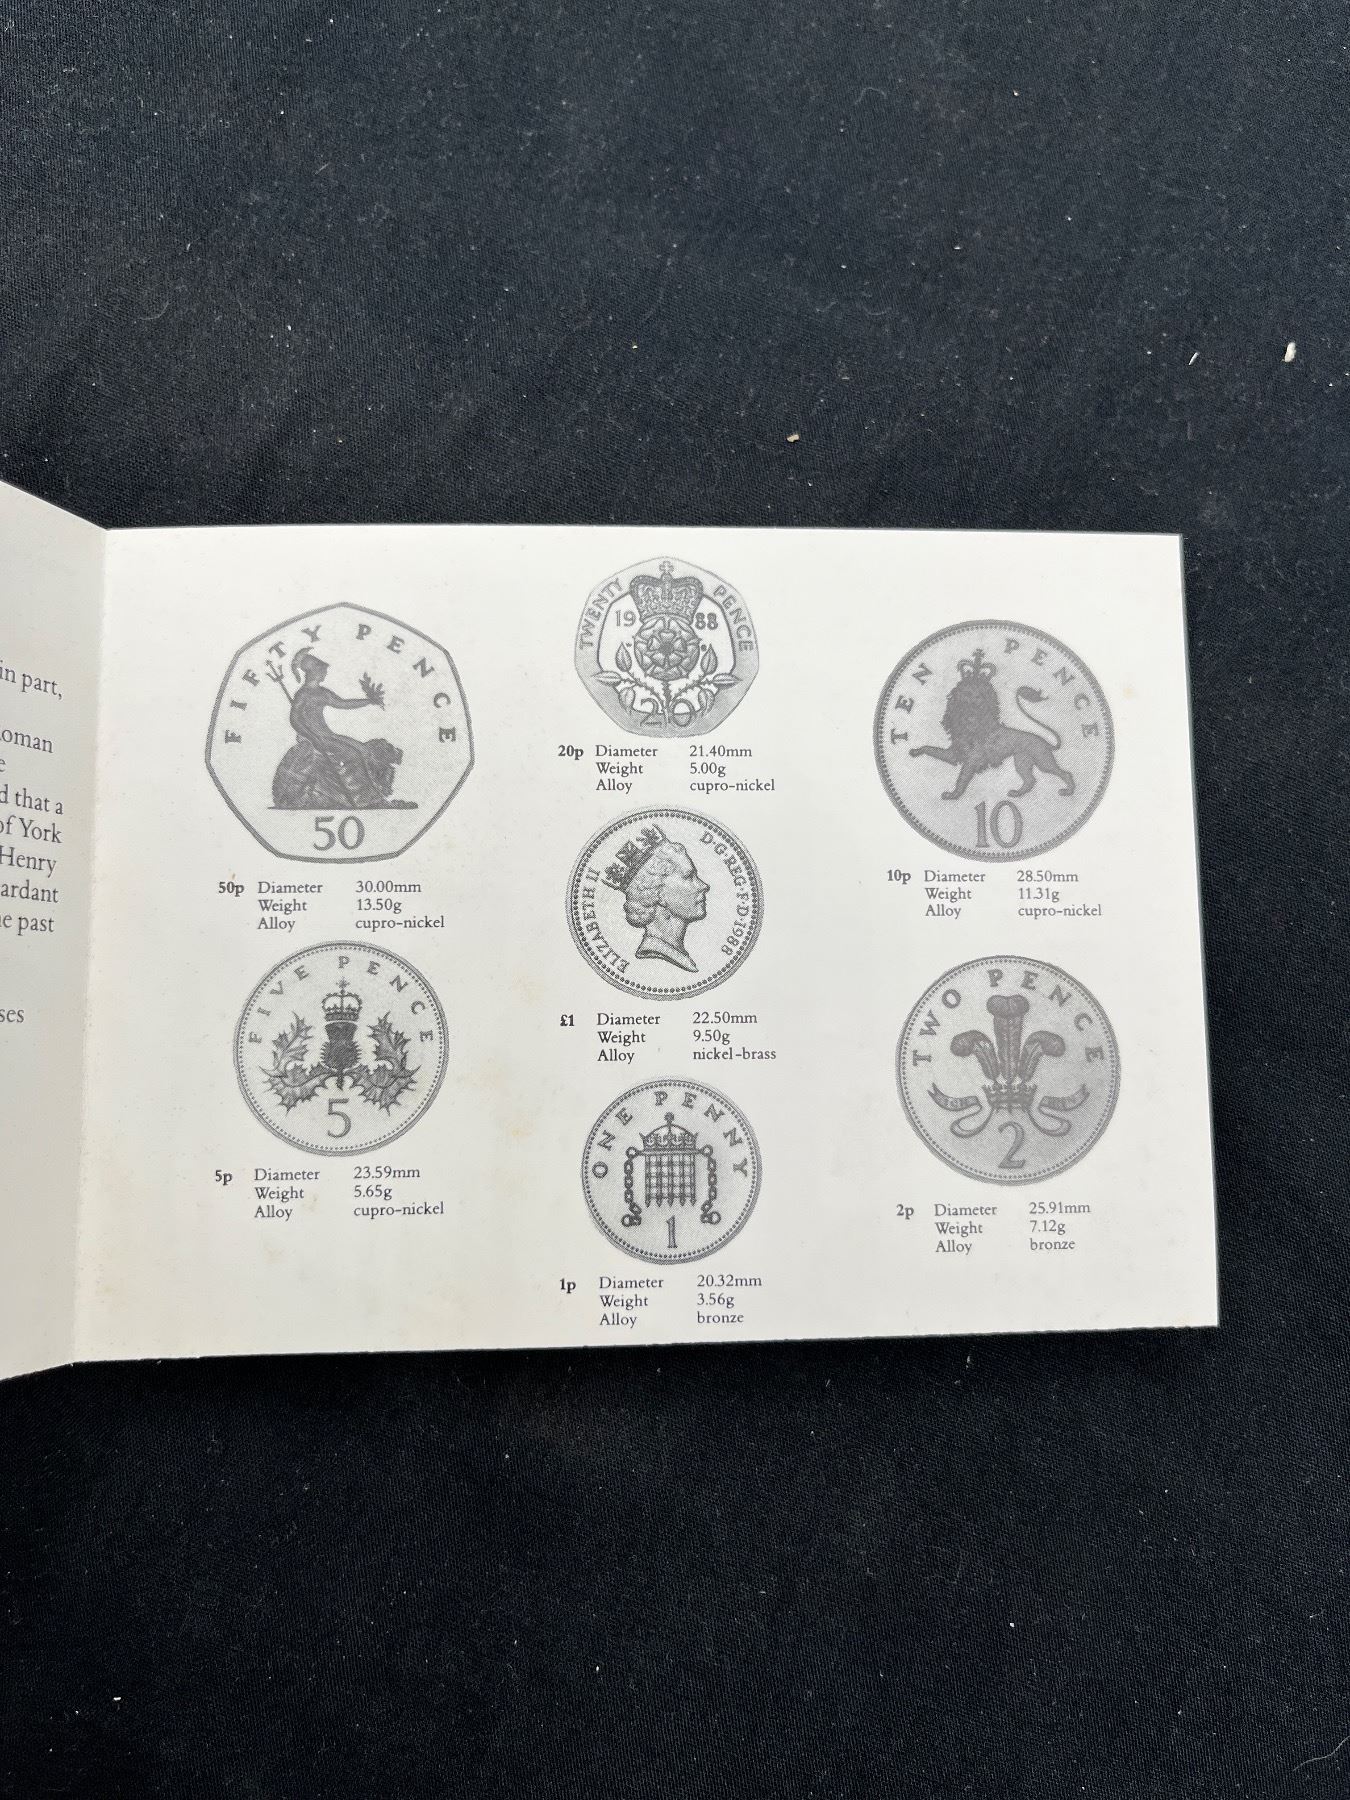 in part,
oman
e
d that a
of York
Henry
ardant
e past
ses
FIFTY PENCE
50
50p Diameter 30.00mm
Weight 13.50g
Alloy cupro-nickel
FIVE PENCE
5
5p Diameter 23.59mm
Weight 5.65g
Alloy cupro-nickel
TWENTY PENCE
1988
20
20p Diameter 21.40mm
Weight 5.00g
Alloy cupro-nickel
ELIZABETH II D·G·REG·F·D·1988
£1 Diameter 22.50mm
Weight 9.50g
Alloy nickel-brass
ONE PENNY
1
1p Diameter 20.32mm
Weight 3.56g
Alloy bronze
TEN PENCE
10
10p Diameter 28.50mm
Weight 11.31g
Alloy cupro-nickel
TWO PENCE
2
2p Diameter 25.91mm
Weight 7.12g
Alloy bronze